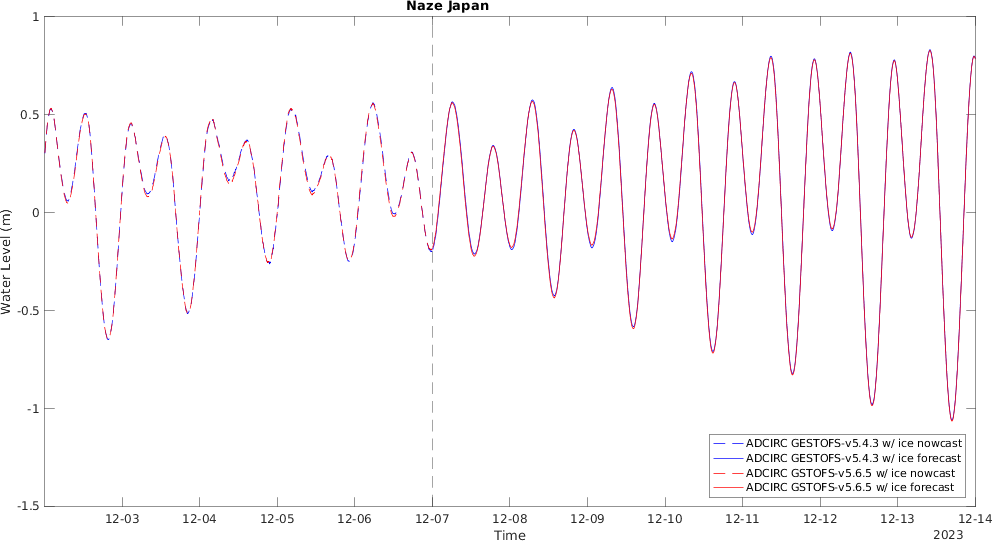 Naze Japan
1
0.5
0
-0.5
-1
-1.5
Water Level (m)
ADCIRC GESTOFS-v5.4.3 w/ ice nowcast
ADCIRC GESTOFS-v5.4.3 w/ ice forecast
ADCIRC GSTOFS-v5.6.5 w/ ice nowcast
ADCIRC GSTOFS-v5.6.5 w/ ice forecast
12-03 12-04 12-05 12-06 12-07 12-08 12-09 12-10 12-11 12-12 12-13 12-14
Time
2023